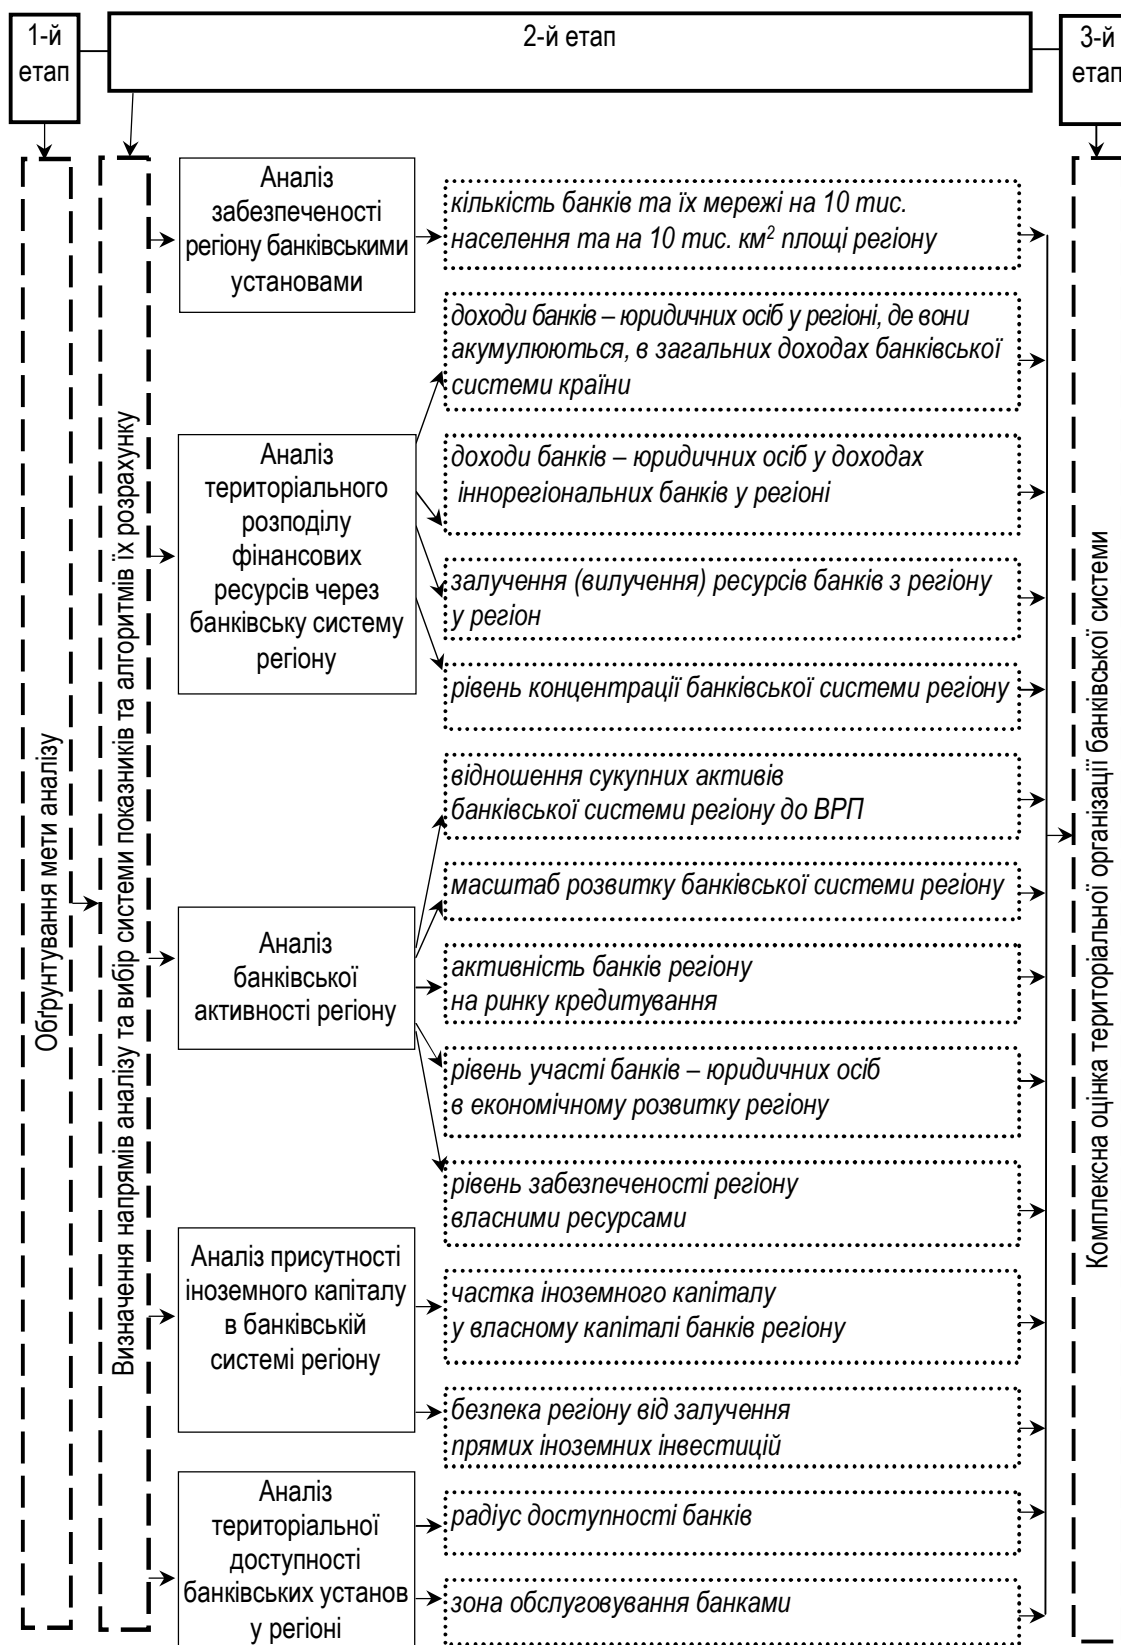 1-й
етап
2-й етап
3-й
етап
Обґрунтування мети аналізу
Визначення напрямів аналізу та вибір системи показників та алгоритмів їх розрахунку
Аналіз
забезпеченості
регіону банківськими
установами
кількість банків та їх мережі на 10 тис.
населення та на 10 тис. км² площі регіону
Аналіз
територіального
розподілу
фінансових
ресурсів через
банківську систему
регіону
доходи банків – юридичних осіб у регіоні, де вони
акумулюються, в загальних доходах банківської
системи країни
доходи банків – юридичних осіб у доходах
іннорегіональних банків у регіоні
залучення (вилучення) ресурсів банків з регіону
у регіон
рівень концентрації банківської системи регіону
Аналіз
банківської
активності регіону
відношення сукупних активів
банківської системи регіону до ВРП
масштаб розвитку банківської системи регіону
активність банків регіону
на ринку кредитування
рівень участі банків – юридичних осіб
в економічному розвитку регіону
рівень забезпеченості регіону
власними ресурсами
Аналіз присутності
іноземного капіталу
в банківській
системі регіону
частка іноземного капіталу
у власному капіталі банків регіону
безпека регіону від залучення
прямих іноземних інвестицій
Аналіз
територіальної
доступності
банківських установ
у регіоні
радіус доступності банків
зона обслуговування банками
Комплексна оцінка територіальної організації банківської системи